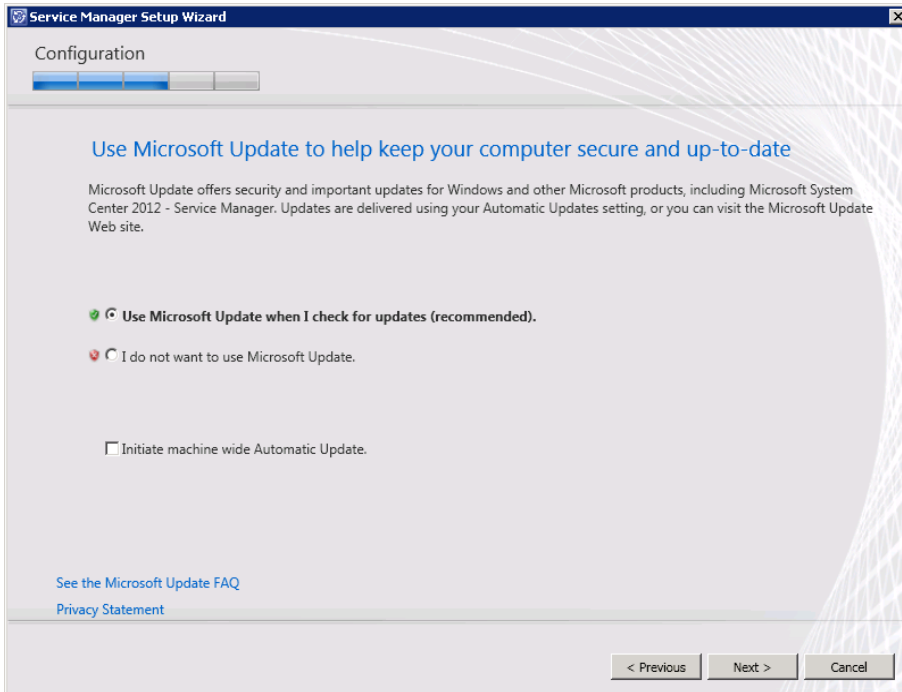 Service Manager Setup Wizard
Configuration
Use Microsoft Update to help keep your computer secure and up-to-date
Microsoft Update offers security and important updates for Windows and other Microsoft products, including Microsoft System
Center 2012 - Service Manager. Updates are delivered using your Automatic Updates setting, or you can visit the Microsoft Update
Web site.
Use Microsoft Update when I check for updates (recommended).
I do not want to use Microsoft Update.
Initiate machine wide Automatic Update.
See the Microsoft Update FAQ
Privacy Statement
< Previous Next > Cancel